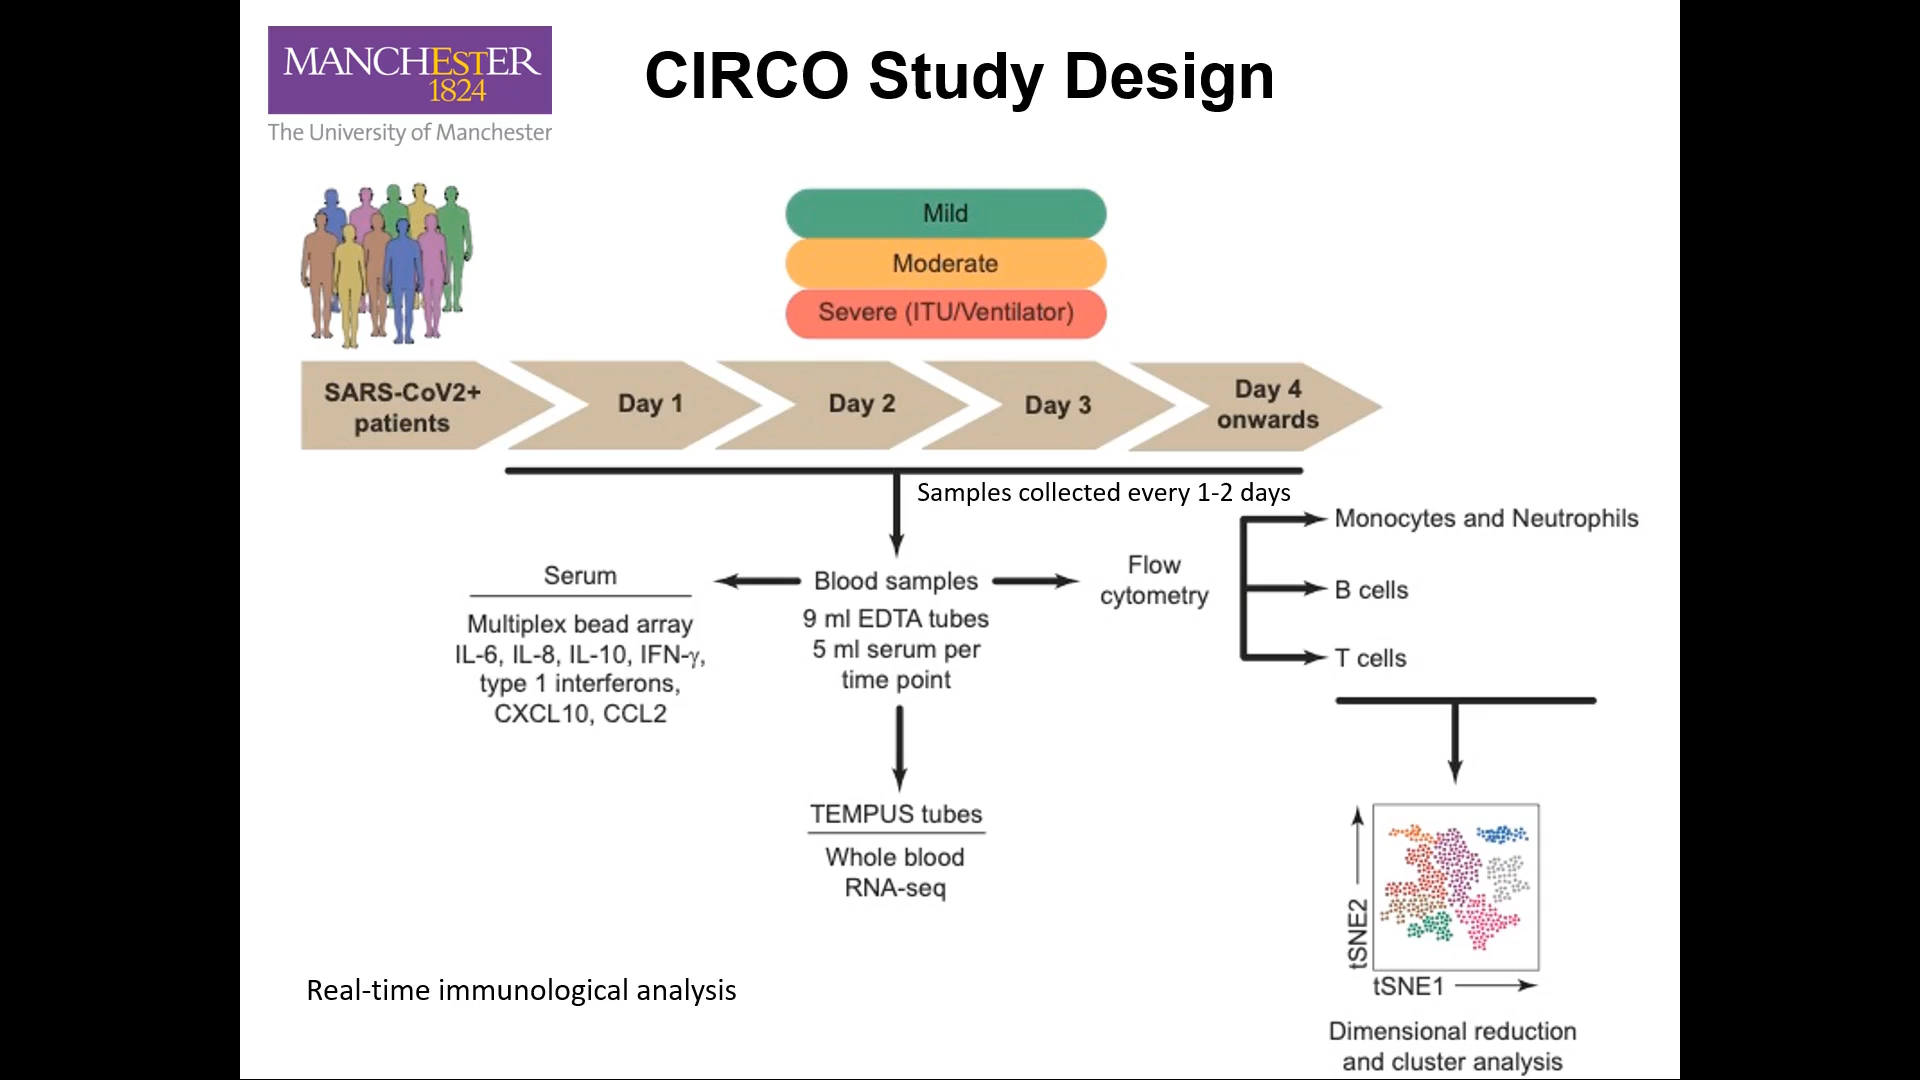 MANCHESTER
1824
The University of Manchester
CIRCO Study Design
Mild
Moderate
Severe (ITU/Ventilator)
SARS-CoV2+
patients
Day 1
Day 2
Day 3
Day 4
onwards
Samples collected every 1-2 days
Serum
Multiplex bead array
IL-6, IL-8, IL-10, IFN-γ,
type 1 interferons,
CXCL10, CCL2
Blood samples
9 ml EDTA tubes
5 ml serum per
time point
TEMPUS tubes
Whole blood
RNA-seq
Flow
cytometry
Monocytes and Neutrophils
B cells
T cells
tSNE2
tSNE1
Dimensional reduction
and cluster analysis
Real-time immunological analysis